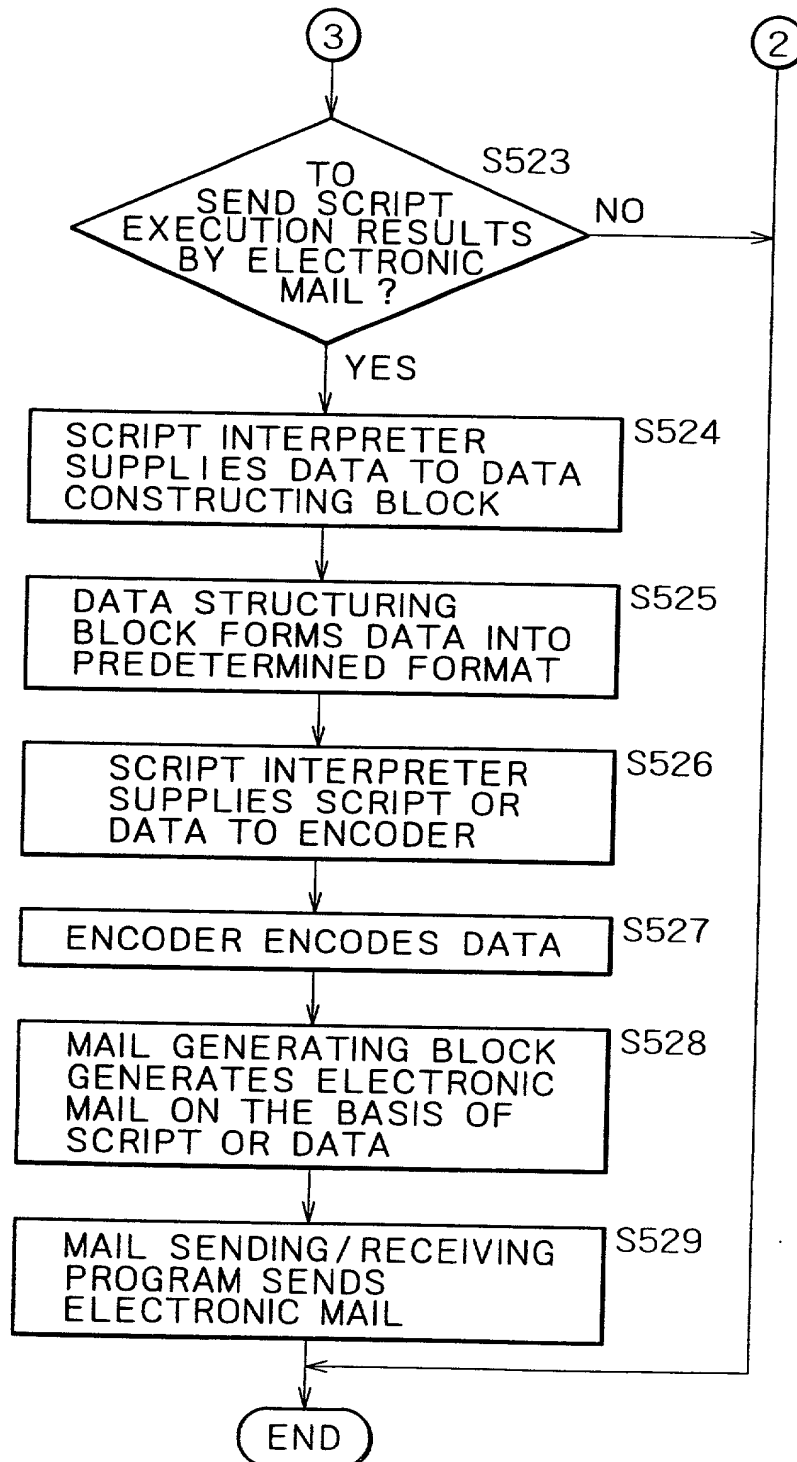 3
2
S523
TO
SEND SCRIPT
EXECUTION RESULTS
BY ELECTRONIC
MAIL?
NO
YES
S524
SCRIPT INTERPRETER
SUPPLIES DATA TO DATA
CONSTRUCTING BLOCK
S525
DATA STRUCTURING
BLOCK FORMS DATA INTO
PREDETERMINED FORMAT
S526
SCRIPT INTERPRETER
SUPPLIES SCRIPT OR
DATA TO ENCODER
S527
ENCODER ENCODES DATA
S528
MAIL GENERATING BLOCK
GENERATES ELECTRONIC
MAIL ON THE BASIS OF
SCRIPT OR DATA
S529
MAIL SENDING/RECEIVING
PROGRAM SENDS
ELECTRONIC MAIL
END